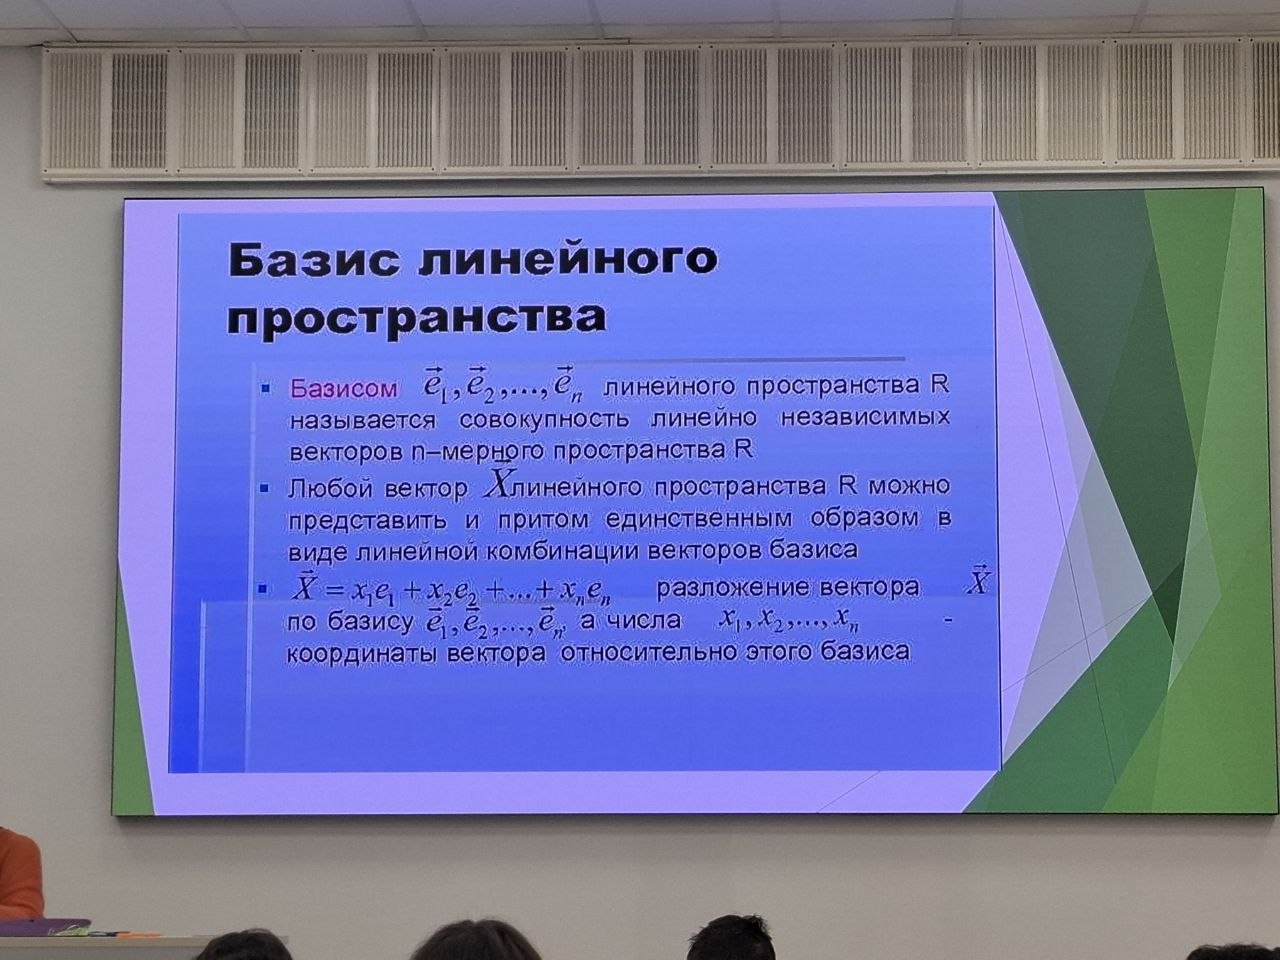 Базис линейного
пространства
Базисом e⃗₁, e⃗₂,..., e⃗ₙ линейного пространства R
называется совокупность линейно независимых
векторов n–мерного пространства R
Любой вектор X⃗ линейного пространства R можно
представить и притом единственным образом в
виде линейной комбинации векторов базиса
X⃗ = x₁e₁ + x₂e₂ +...+ xₙeₙ разложение вектора X⃗
по базису e⃗₁, e⃗₂,..., e⃗ₙ, а числа x₁, x₂,..., xₙ -
координаты вектора относительно этого базиса